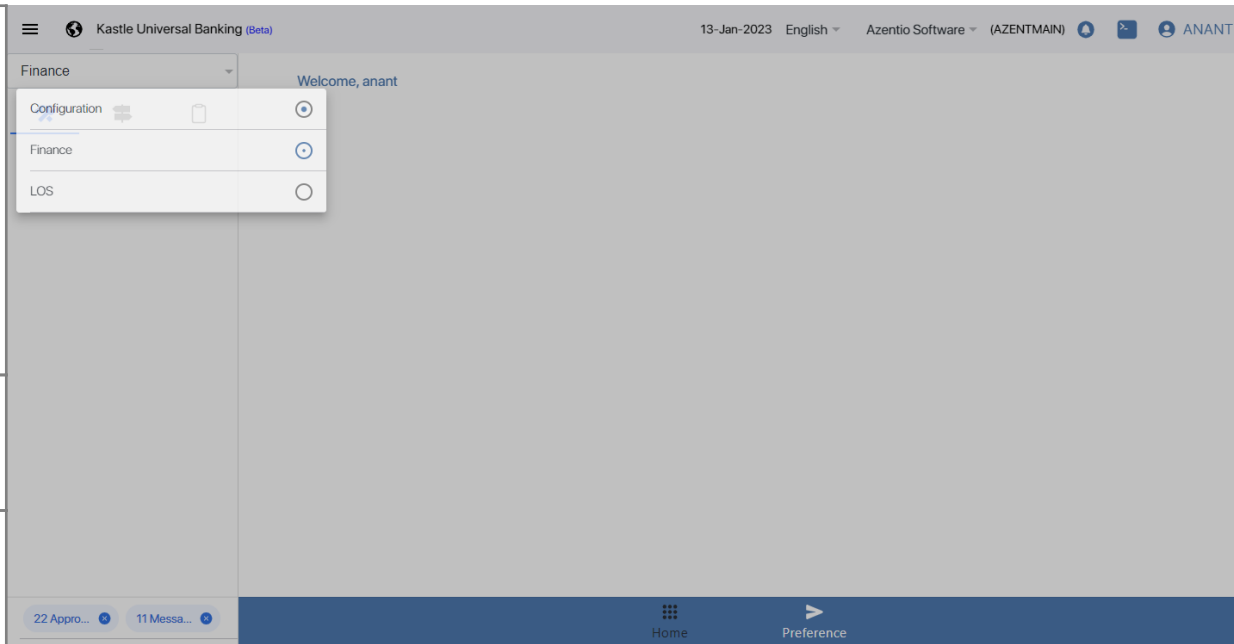 Kastle Universal Banking (Beta) 13-Jan-2023 English Azentio Software (AZENTMAIN) ANANT
Finance
Welcome, anant
Configuration
Finance
LOS
22 Appro... 11 Messa...
Home Preference